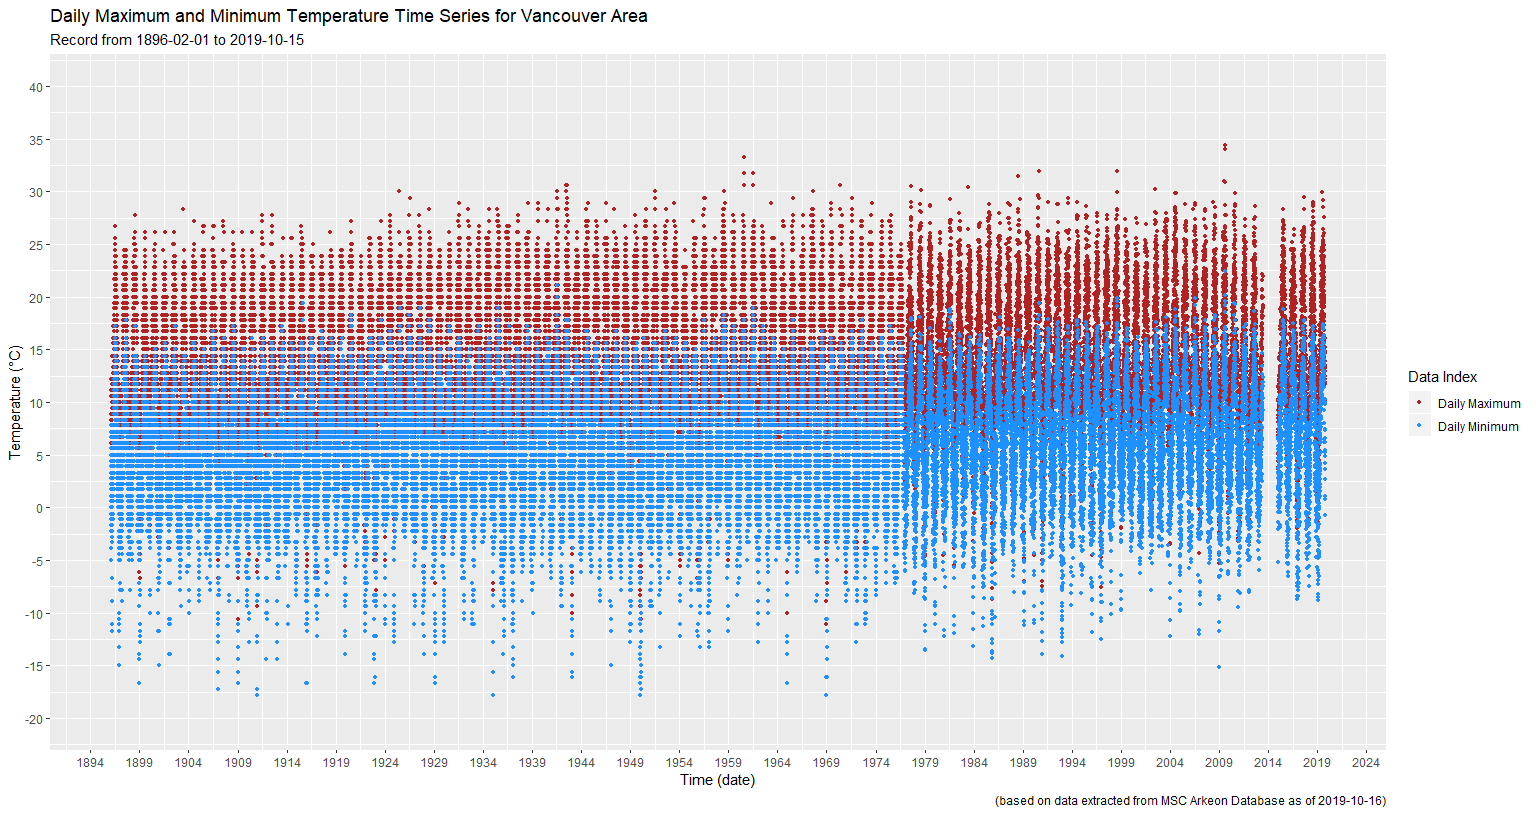 Daily Maximum and Minimum Temperature Time Series for Vancouver Area
Record from 1896-02-01 to 2019-10-15
40
35
30
25
20
15
10
5
0
-5
-10
-15
-20
Temperature (°C)
1894 1899 1904 1909 1914 1919 1924 1929 1934 1939 1944 1949 1954 1959 1964 1969 1974 1979 1984 1989 1994 1999 2004 2009 2014 2019 2024
Time (date)
Data Index
Daily Maximum
Daily Minimum
(based on data extracted from MSC Arkeon Database as of 2019-10-16)